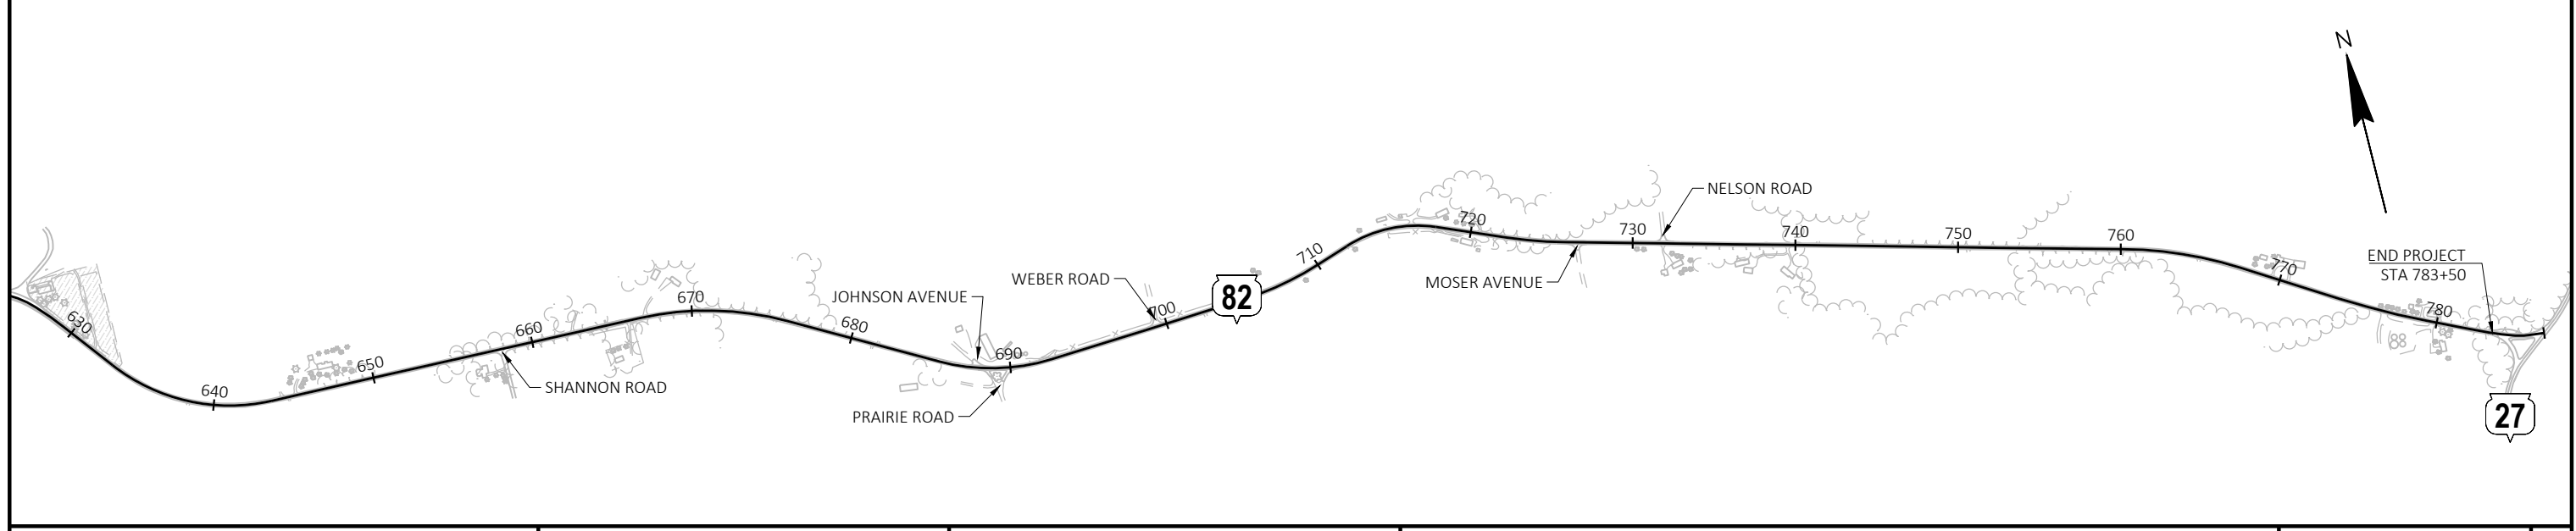 N
630
640
650
660
SHANNON ROAD
670
680
JOHNSON AVENUE
690
PRAIRIE ROAD
WEBER ROAD
700
82
710
720
MOSER AVENUE
730
NELSON ROAD
740
750
760
770
780
END PROJECT
STA 783+50
27